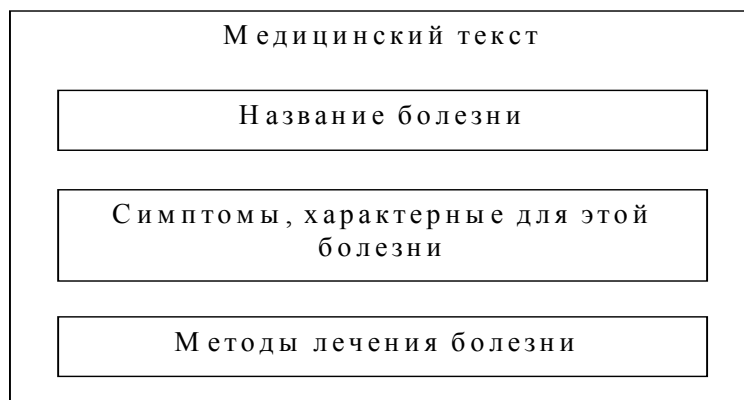 Медицинский текст
Название болезни
Симптомы, характерные для этой
болезни
Методы лечения болезни